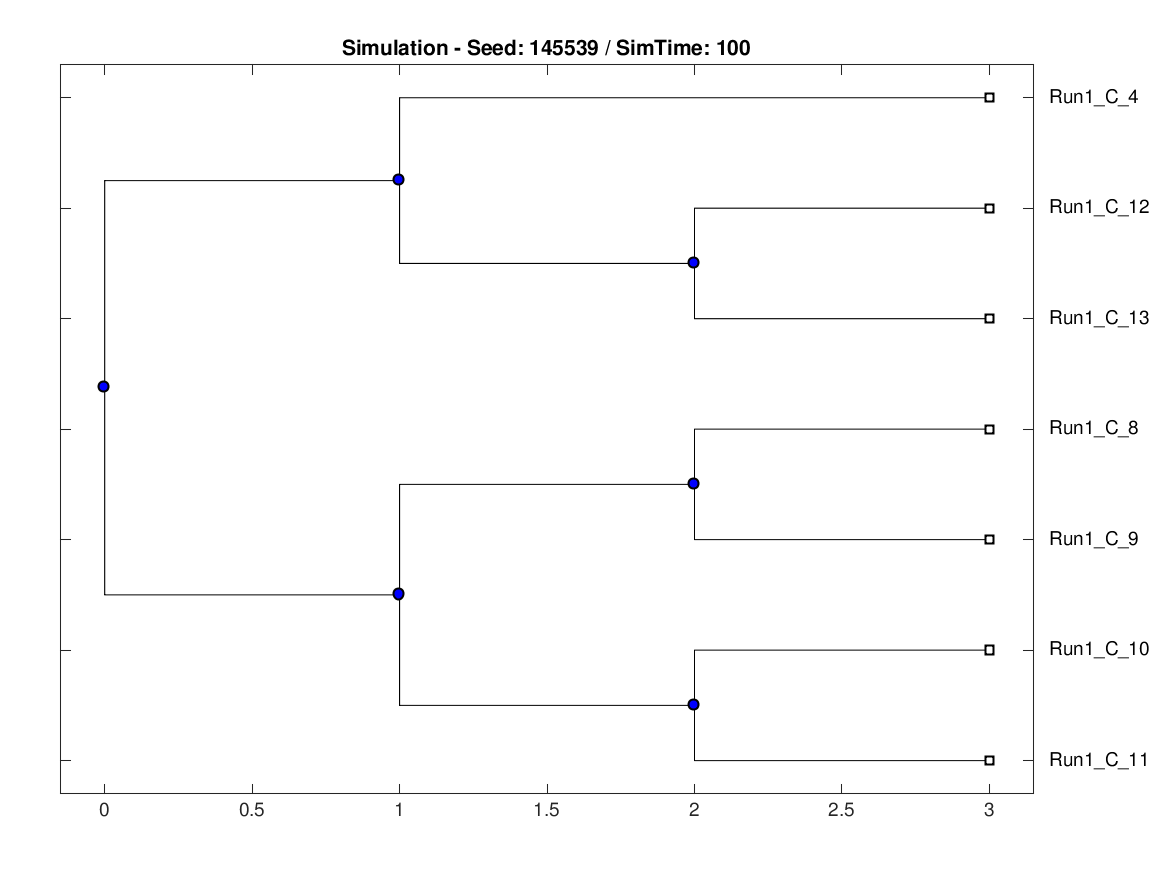 Simulation - Seed: 145539 / SimTime: 100
Run1_C_4
Run1_C_12
Run1_C_13
Run1_C_8
Run1_C_9
Run1_C_10
Run1_C_11
0 0.5 1 1.5 2 2.5 3